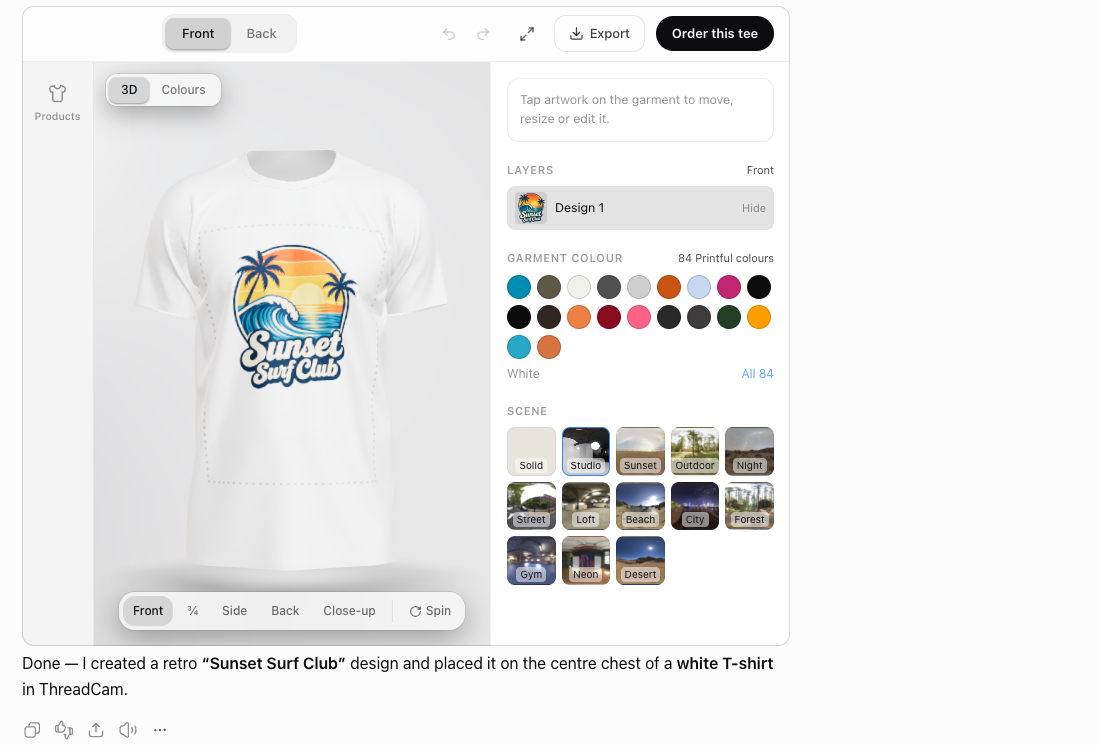 Front Back Export Order this tee
Products
3D Colours
Sunset
Surf Club
Front ¾ Side Back Close-up Spin
Tap artwork on the garment to move,
resize or edit it.
LAYERS Front
Sunset
Surf Club
Design 1 Hide
GARMENT COLOUR 84 Printful colours
White All 84
SCENE
Solid Studio Sunset Outdoor Night
Street Loft Beach City Forest
Gym Neon Desert
Done — I created a retro “Sunset Surf Club” design and placed it on the centre chest of a white T-shirt
in ThreadCam.